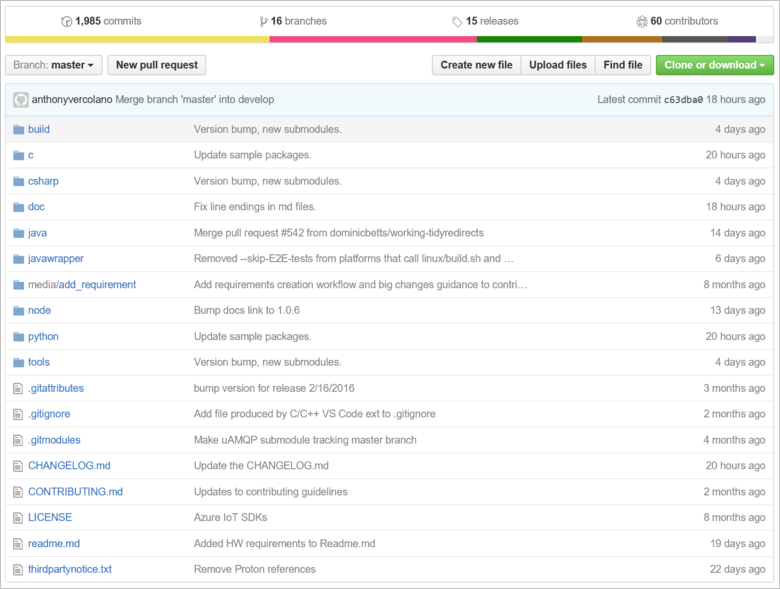 1,985 commits 16 branches 15 releases 60 contributors
Branch: master New pull request Create new file Upload files Find file Clone or download
anthonyvercolano Merge branch 'master' into develop Latest commit c63dba0 18 hours ago
build Version bump, new submodules. 4 days ago
c Update sample packages. 20 hours ago
csharp Version bump, new submodules. 4 days ago
doc Fix line endings in md files. 18 hours ago
java Merge pull request #542 from dominicbetts/working-tidyredirects 14 days ago
javawrapper Removed --skip-E2E-tests from platforms that call linux/build.sh and … 6 days ago
media/add_requirement Add requirements creation workflow and big changes guidance to contri… 8 months ago
node Bump docs link to 1.0.6 13 days ago
python Update sample packages. 20 hours ago
tools Version bump, new submodules. 4 days ago
.gitattributes bump version for release 2/16/2016 3 months ago
.gitignore Add file produced by C/C++ VS Code ext to .gitignore 2 months ago
.gitmodules Make uAMQP submodule tracking master branch 4 months ago
CHANGELOG.md Update the CHANGELOG.md 20 hours ago
CONTRIBUTING.md Updates to contributing guidelines 2 months ago
LICENSE Azure IoT SDKs 8 months ago
readme.md Added HW requirements to Readme.md 19 days ago
thirdpartynotice.txt Remove Proton references 22 days ago